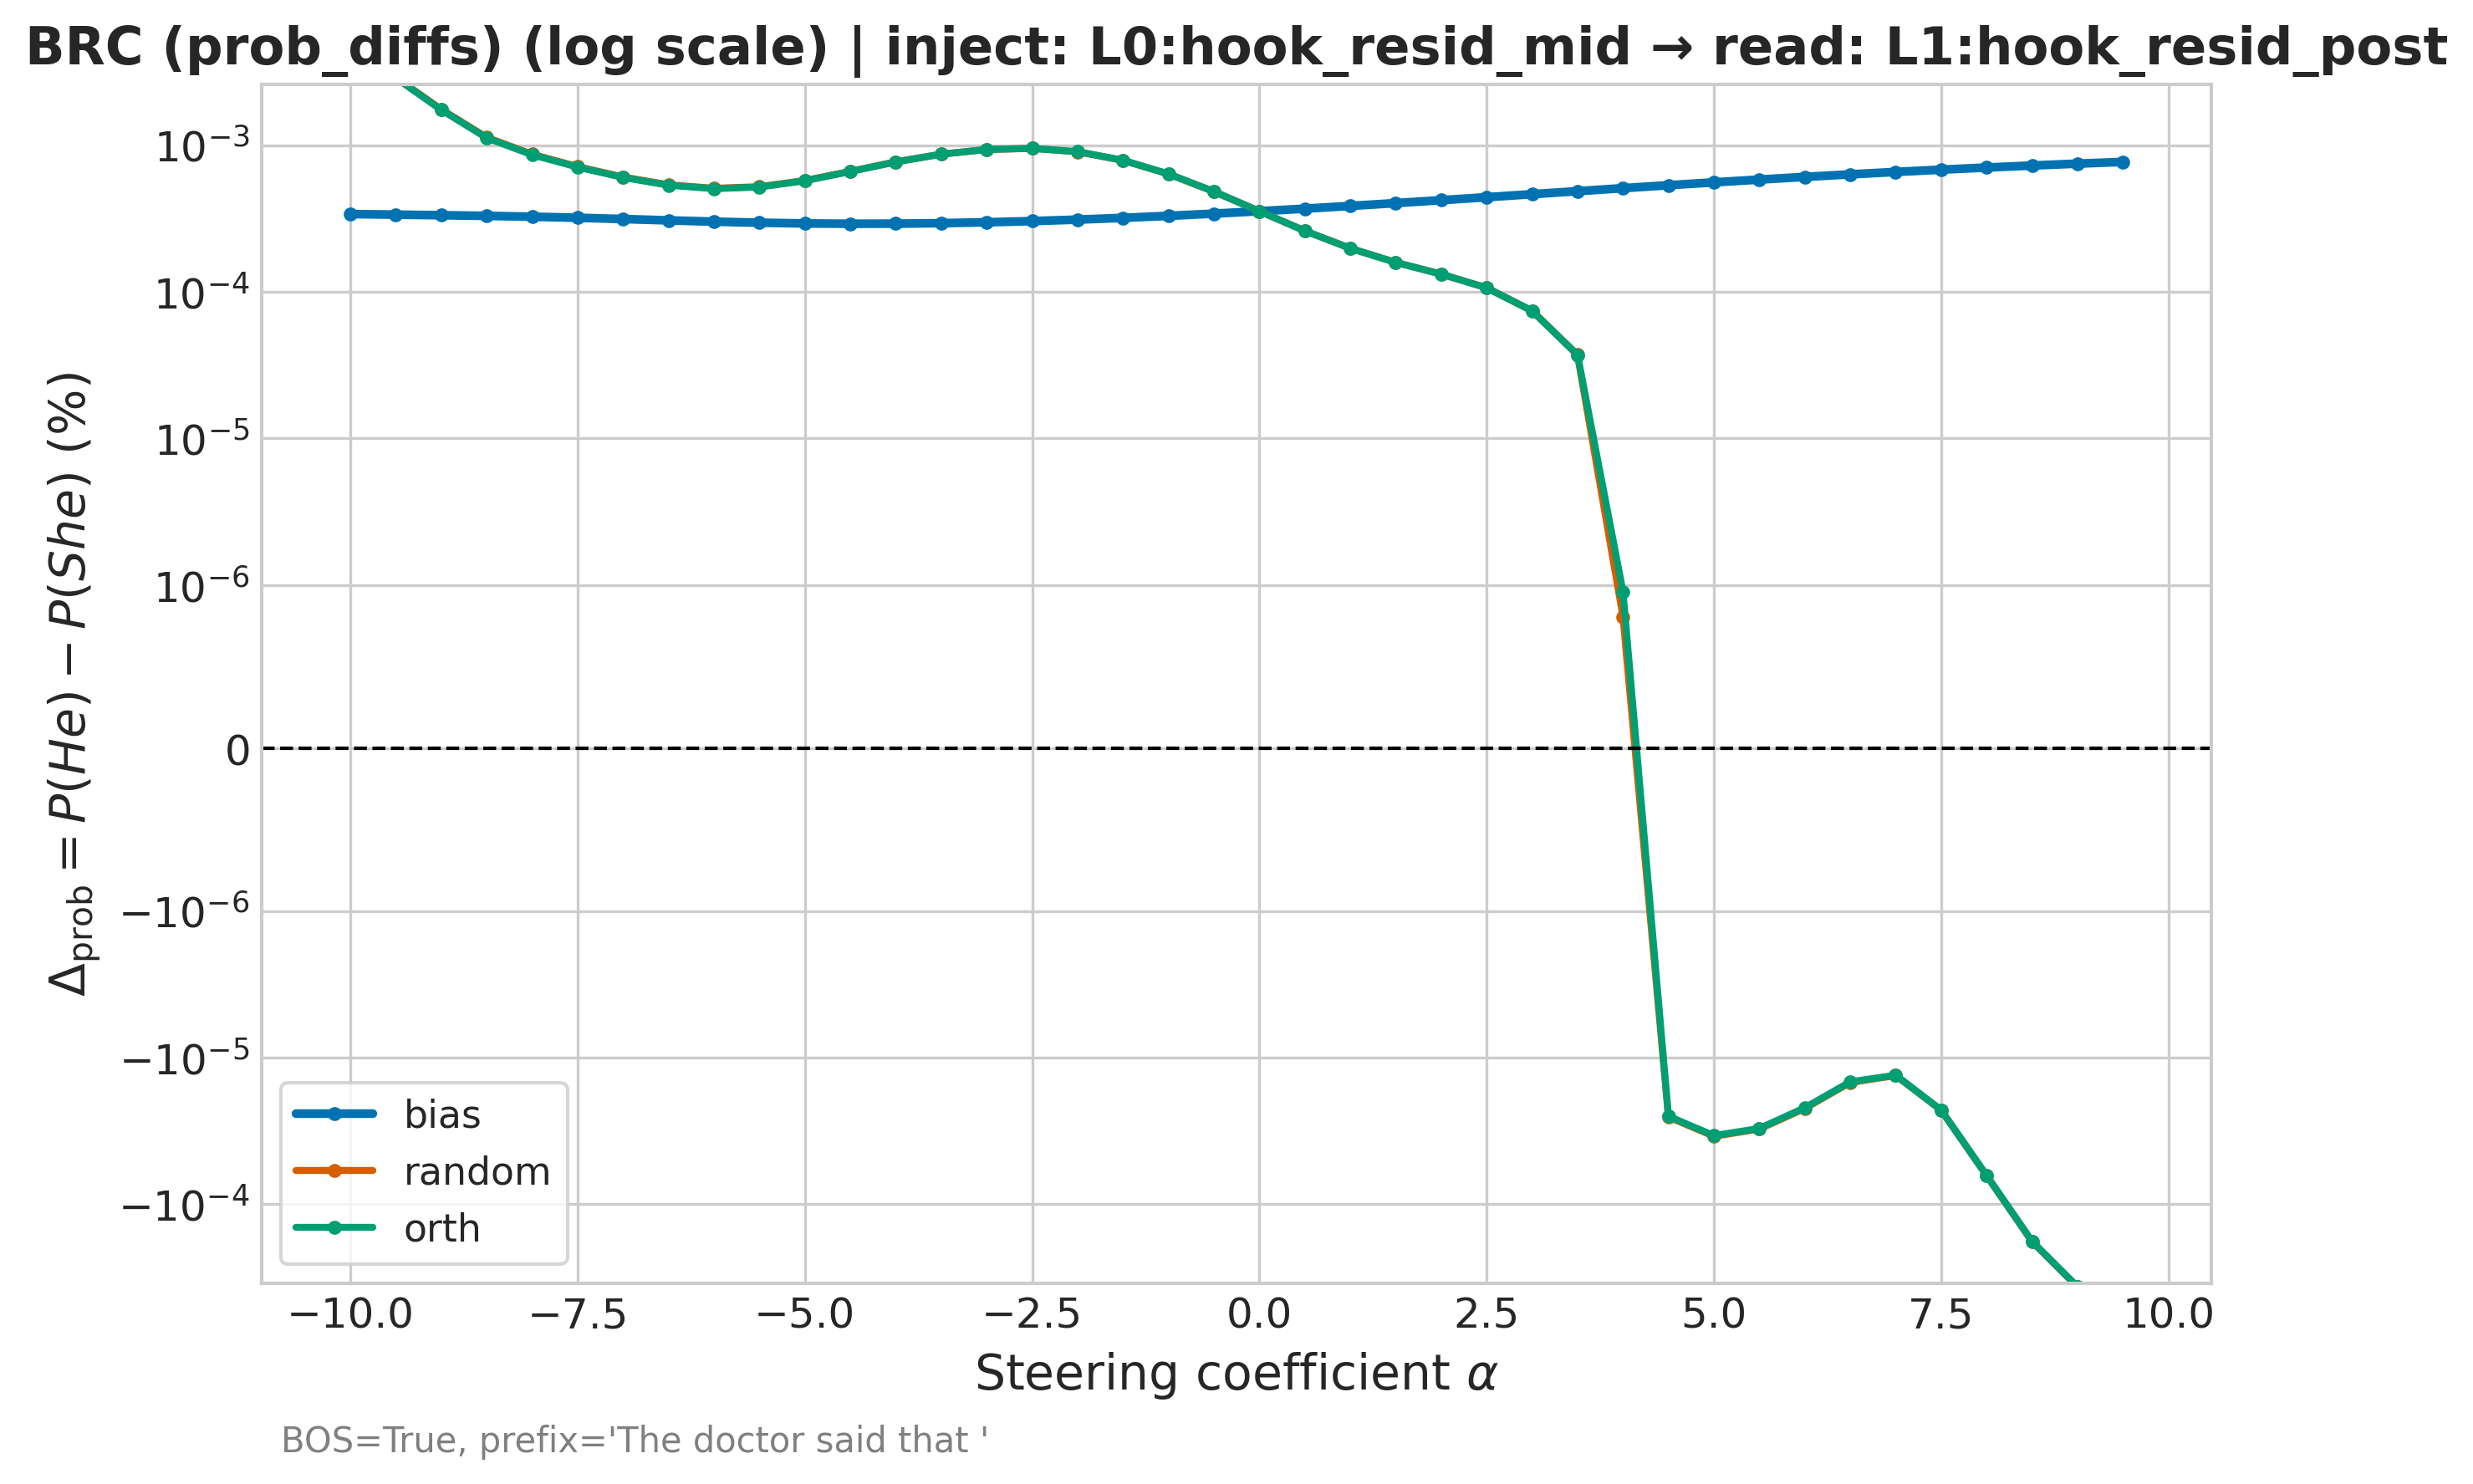 BRC (prob_diffs) (log scale) | inject: L0:hook_resid_mid → read: L1:hook_resid_post
Δprob = P(He) − P(She) (%)
10⁻³
10⁻⁴
10⁻⁵
10⁻⁶
0
−10⁻⁶
−10⁻⁵
−10⁻⁴
bias
random
orth
−10.0 −7.5 −5.0 −2.5 0.0 2.5 5.0 7.5 10.0
Steering coefficient α
BOS=True, prefix='The doctor said that '